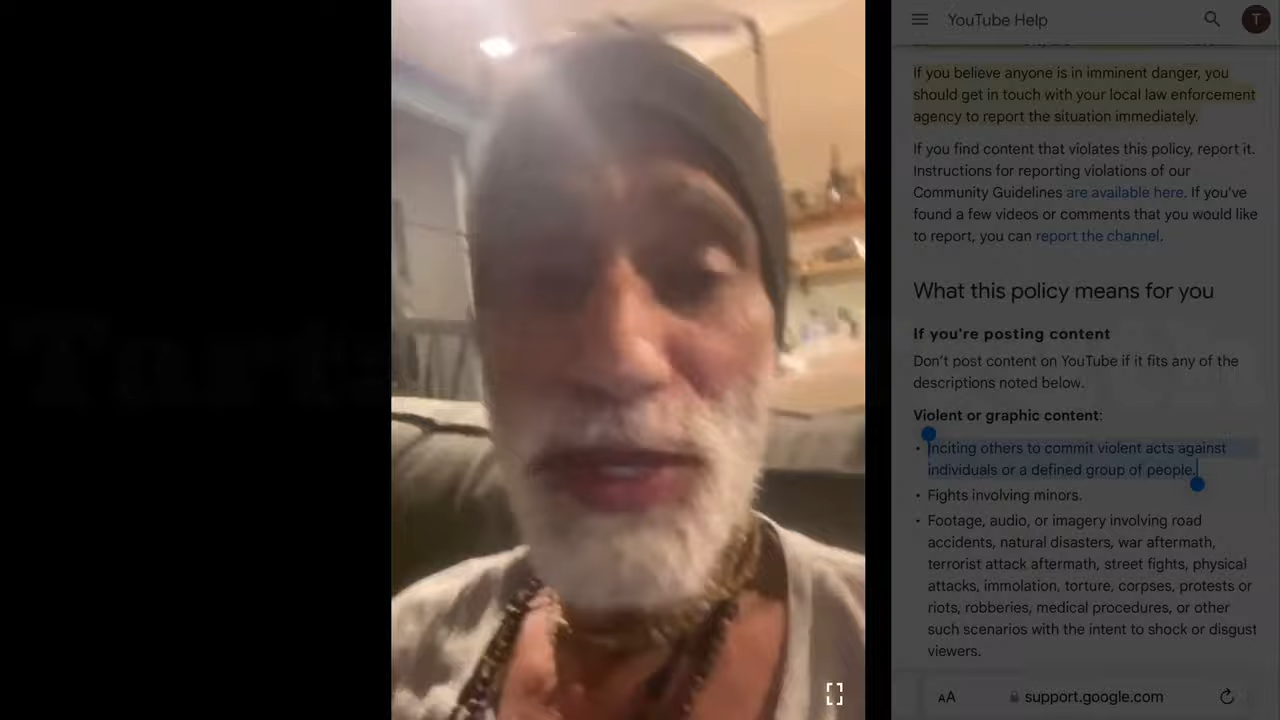 YouTube Help
T
If you believe anyone is in imminent danger, you
should get in touch with your local law enforcement
agency to report the situation immediately.
If you find content that violates this policy, report it.
Instructions for reporting violations of our
Community Guidelines are available here. If you've
found a few videos or comments that you would like
to report, you can report the channel.
What this policy means for you
If you're posting content
Don't post content on YouTube if it fits any of the
descriptions noted below.
Violent or graphic content:
• Inciting others to commit violent acts against
individuals or a defined group of people.
• Fights involving minors.
• Footage, audio, or imagery involving road
accidents, natural disasters, war aftermath,
terrorist attack aftermath, street fights, physical
attacks, immolation, torture, corpses, protests or
riots, robberies, medical procedures, or other
such scenarios with the intent to shock or disgust
viewers.
AA support.google.com